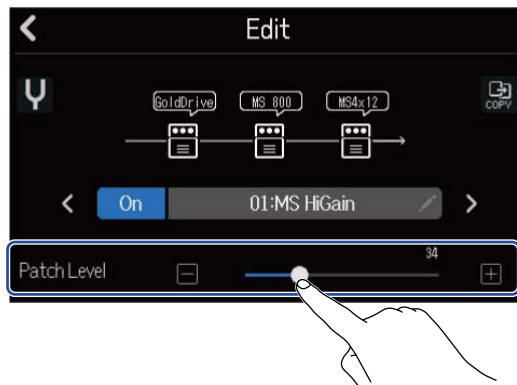 Edit
GoldDrive MS 800 MS4x12
COPY
On 01:MS HiGain
34
Patch Level